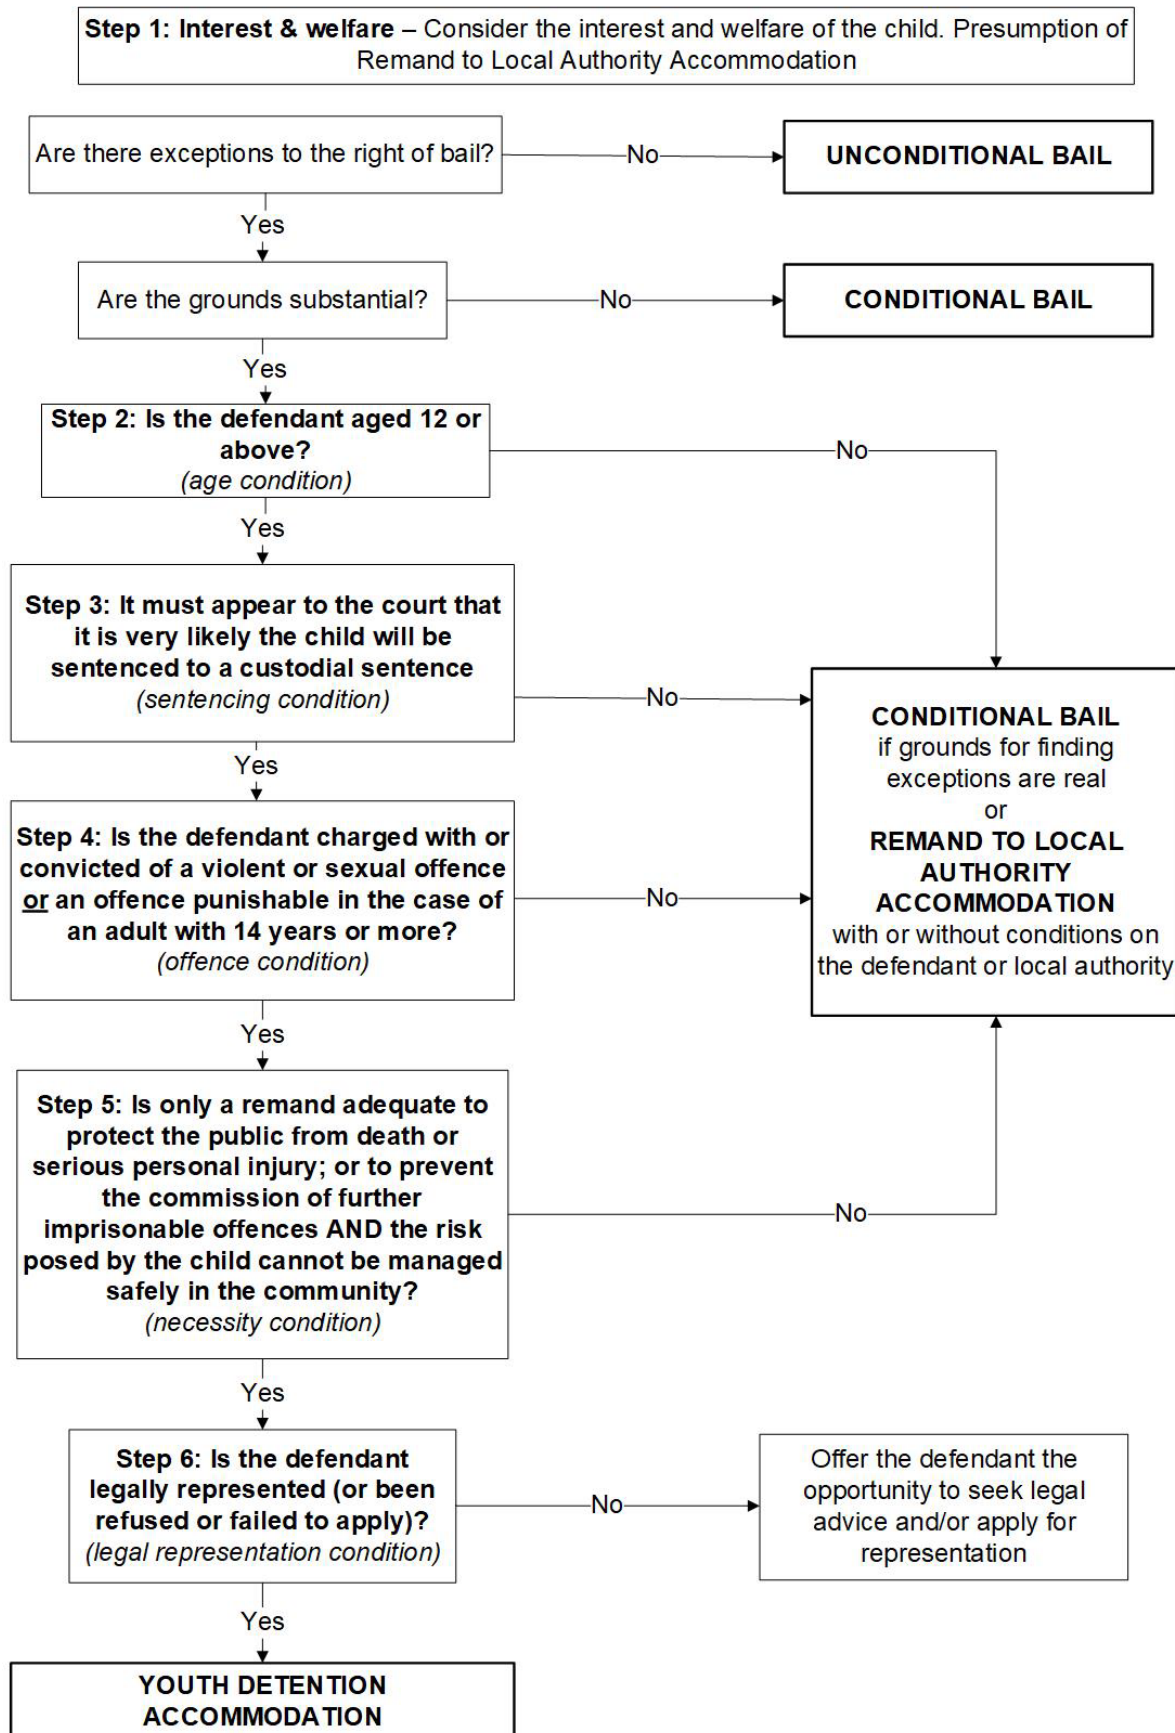 Step 1: Interest & welfare – Consider the interest and welfare of the child. Presumption of
Remand to Local Authority Accommodation
Are there exceptions to the right of bail?
No
UNCONDITIONAL BAIL
Yes
Are the grounds substantial?
No
CONDITIONAL BAIL
Yes
Step 2: Is the defendant aged 12 or
above?
(age condition)
No
Yes
Step 3: It must appear to the court that
it is very likely the child will be
sentenced to a custodial sentence
(sentencing condition)
No
CONDITIONAL BAIL
if grounds for finding
exceptions are real
or
REMAND TO LOCAL
AUTHORITY
ACCOMMODATION
with or without conditions on
the defendant or local authority
Yes
Step 4: Is the defendant charged with or
convicted of a violent or sexual offence
or an offence punishable in the case of
an adult with 14 years or more?
(offence condition)
No
Yes
Step 5: Is only a remand adequate to
protect the public from death or
serious personal injury; or to prevent
the commission of further
imprisonable offences AND the risk
posed by the child cannot be managed
safely in the community?
(necessity condition)
No
Yes
Step 6: Is the defendant
legally represented (or been
refused or failed to apply)?
(legal representation condition)
No
Offer the defendant the
opportunity to seek legal
advice and/or apply for
representation
Yes
YOUTH DETENTION
ACCOMMODATION